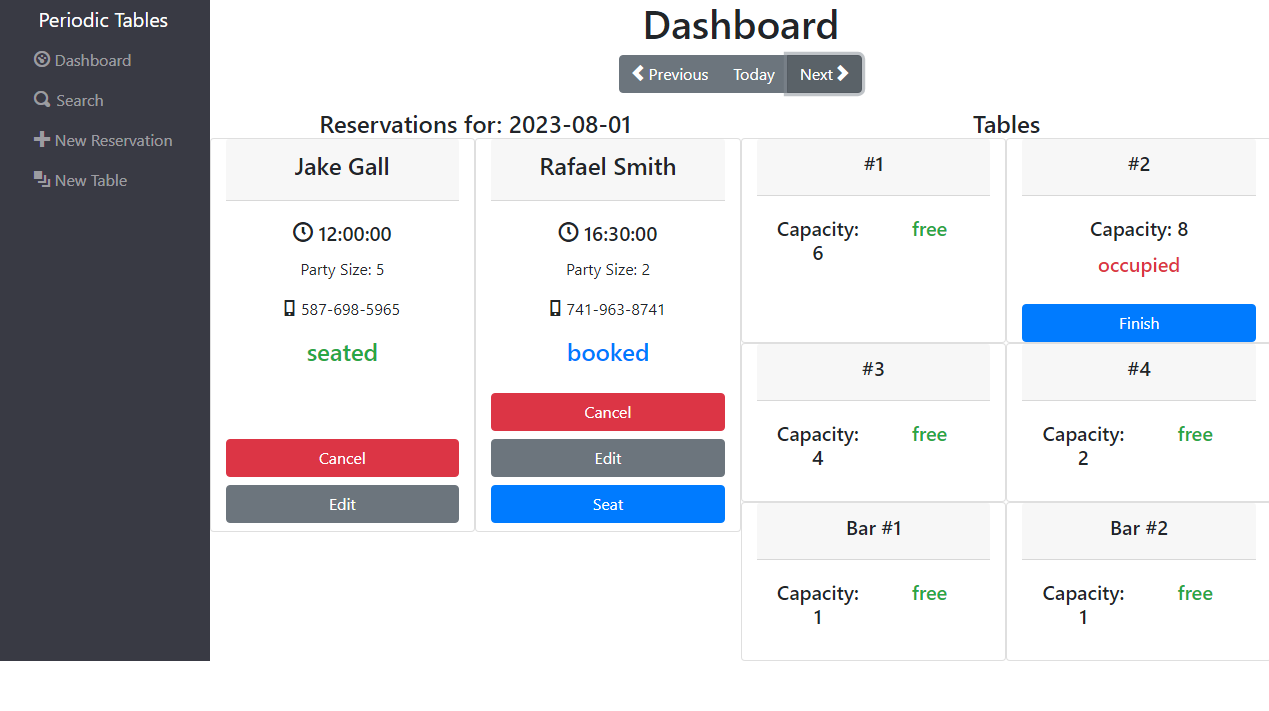 Periodic Tables
Dashboard
Search
New Reservation
New Table
Dashboard
Previous Today Next
Reservations for: 2023-08-01
Jake Gall
12:00:00
Party Size: 5
587-698-5965
seated
Cancel
Edit
Rafael Smith
16:30:00
Party Size: 2
741-963-8741
booked
Cancel
Edit
Seat
Tables
#1
Capacity:
6
free
#2
Capacity: 8
occupied
Finish
#3
Capacity:
4
free
#4
Capacity:
2
free
Bar #1
Capacity:
1
free
Bar #2
Capacity:
1
free